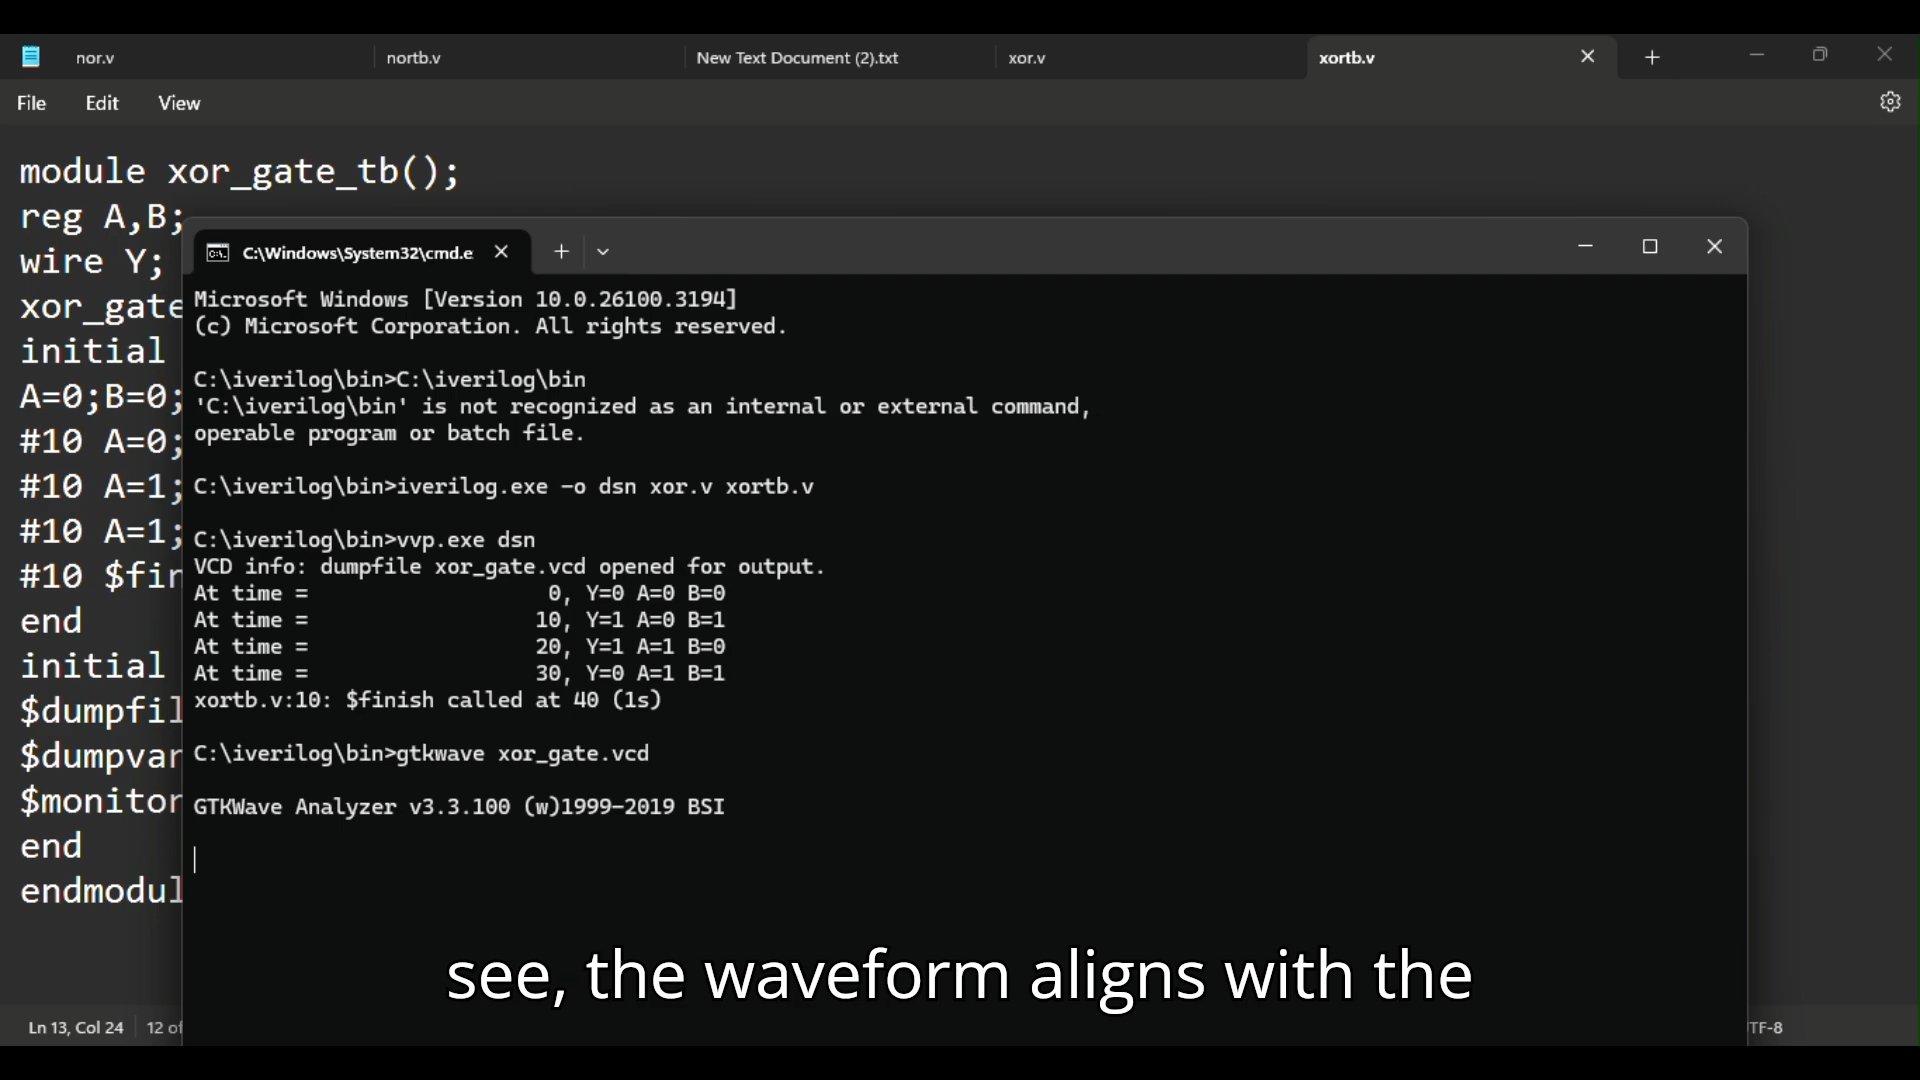 nor.v
nortb.v
New Text Document (2).txt
xor.v
xortb.v
File Edit View
module xor_gate_tb();
reg A,B;
wire Y;
xor_gate
initial
A=0;B=0;
#10 A=0;
#10 A=1;
#10 A=1;
#10 $fin
end
initial
$dumpfil
$dumpvar
$monitor
end
endmodul
C:\Windows\System32\cmd.e
Microsoft Windows [Version 10.0.26100.3194]
(c) Microsoft Corporation. All rights reserved.
C:\iverilog\bin>C:\iverilog\bin
'C:\iverilog\bin' is not recognized as an internal or external command,
operable program or batch file.
C:\iverilog\bin>iverilog.exe -o dsn xor.v xortb.v
C:\iverilog\bin>vvp.exe dsn
VCD info: dumpfile xor_gate.vcd opened for output.
At time =                   0, Y=0 A=0 B=0
At time =                  10, Y=1 A=0 B=1
At time =                  20, Y=1 A=1 B=0
At time =                  30, Y=0 A=1 B=1
xortb.v:10: $finish called at 40 (1s)
C:\iverilog\bin>gtkwave xor_gate.vcd
GTKWave Analyzer v3.3.100 (w)1999-2019 BSI
see, the waveform aligns with the
Ln 13, Col 24
12 of
TF-8